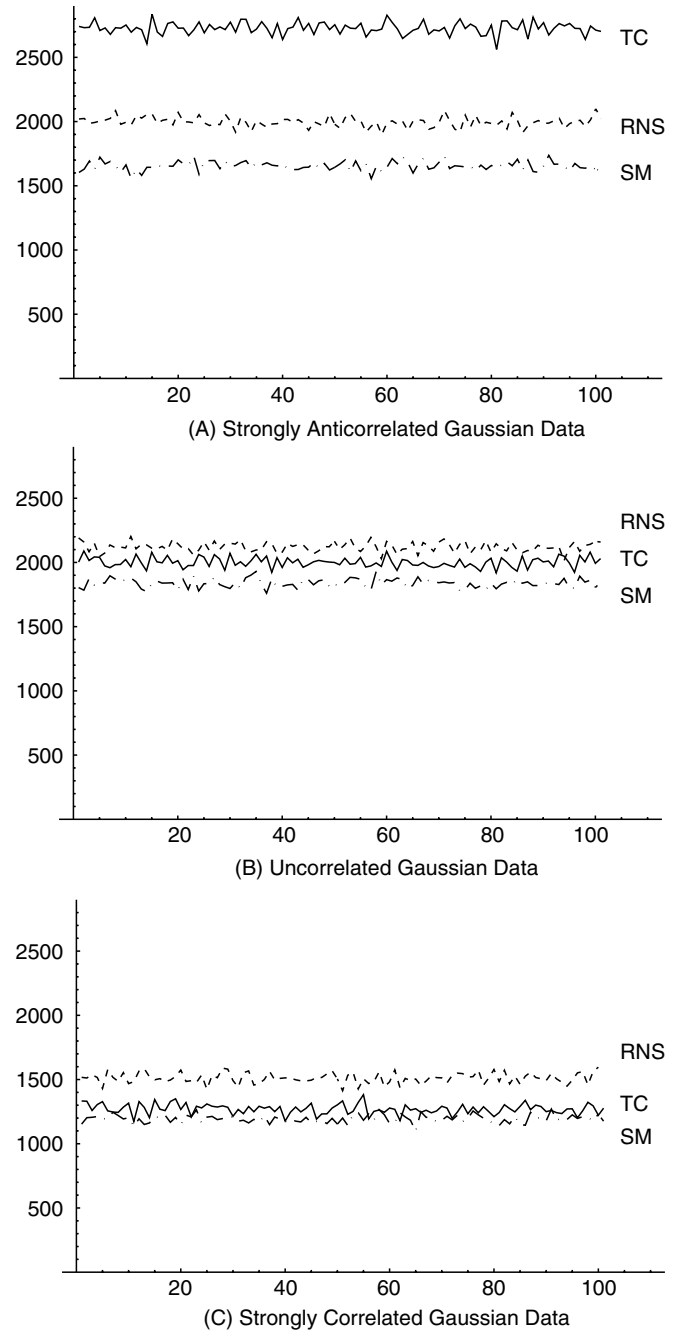 2500
2000
1500
1000
500
TC
RNS
SM
20 40 60 80 100
(A) Strongly Anticorrelated Gaussian Data
2500
2000
1500
1000
500
RNS
TC
SM
20 40 60 80 100
(B) Uncorrelated Gaussian Data
2500
2000
1500
1000
500
RNS
TC
SM
20 40 60 80 100
(C) Strongly Correlated Gaussian Data